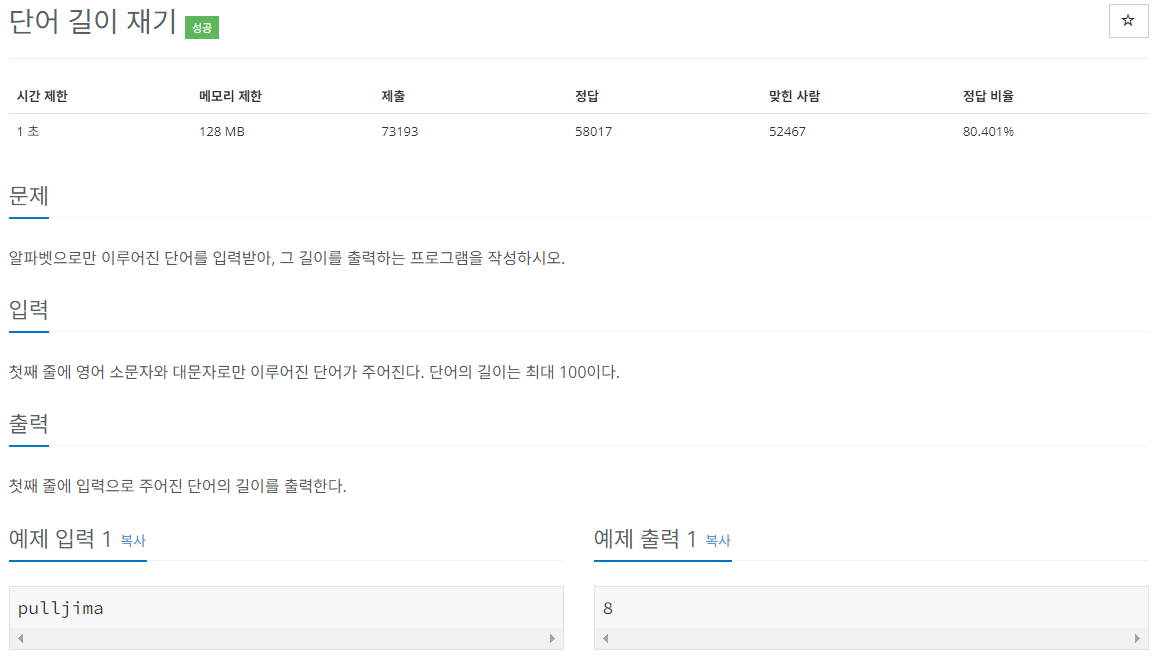 단어 길이 재기 성공
☆
시간 제한 메모리 제한 제출 정답 맞힌 사람 정답 비율
1 초 128 MB 73193 58017 52467 80.401%
문제
알파벳으로만 이루어진 단어를 입력받아, 그 길이를 출력하는 프로그램을 작성하시오.
입력
첫째 줄에 영어 소문자와 대문자로만 이루어진 단어가 주어진다. 단어의 길이는 최대 100이다.
출력
첫째 줄에 입력으로 주어진 단어의 길이를 출력한다.
예제 입력 1 복사
pulljima
예제 출력 1 복사
8